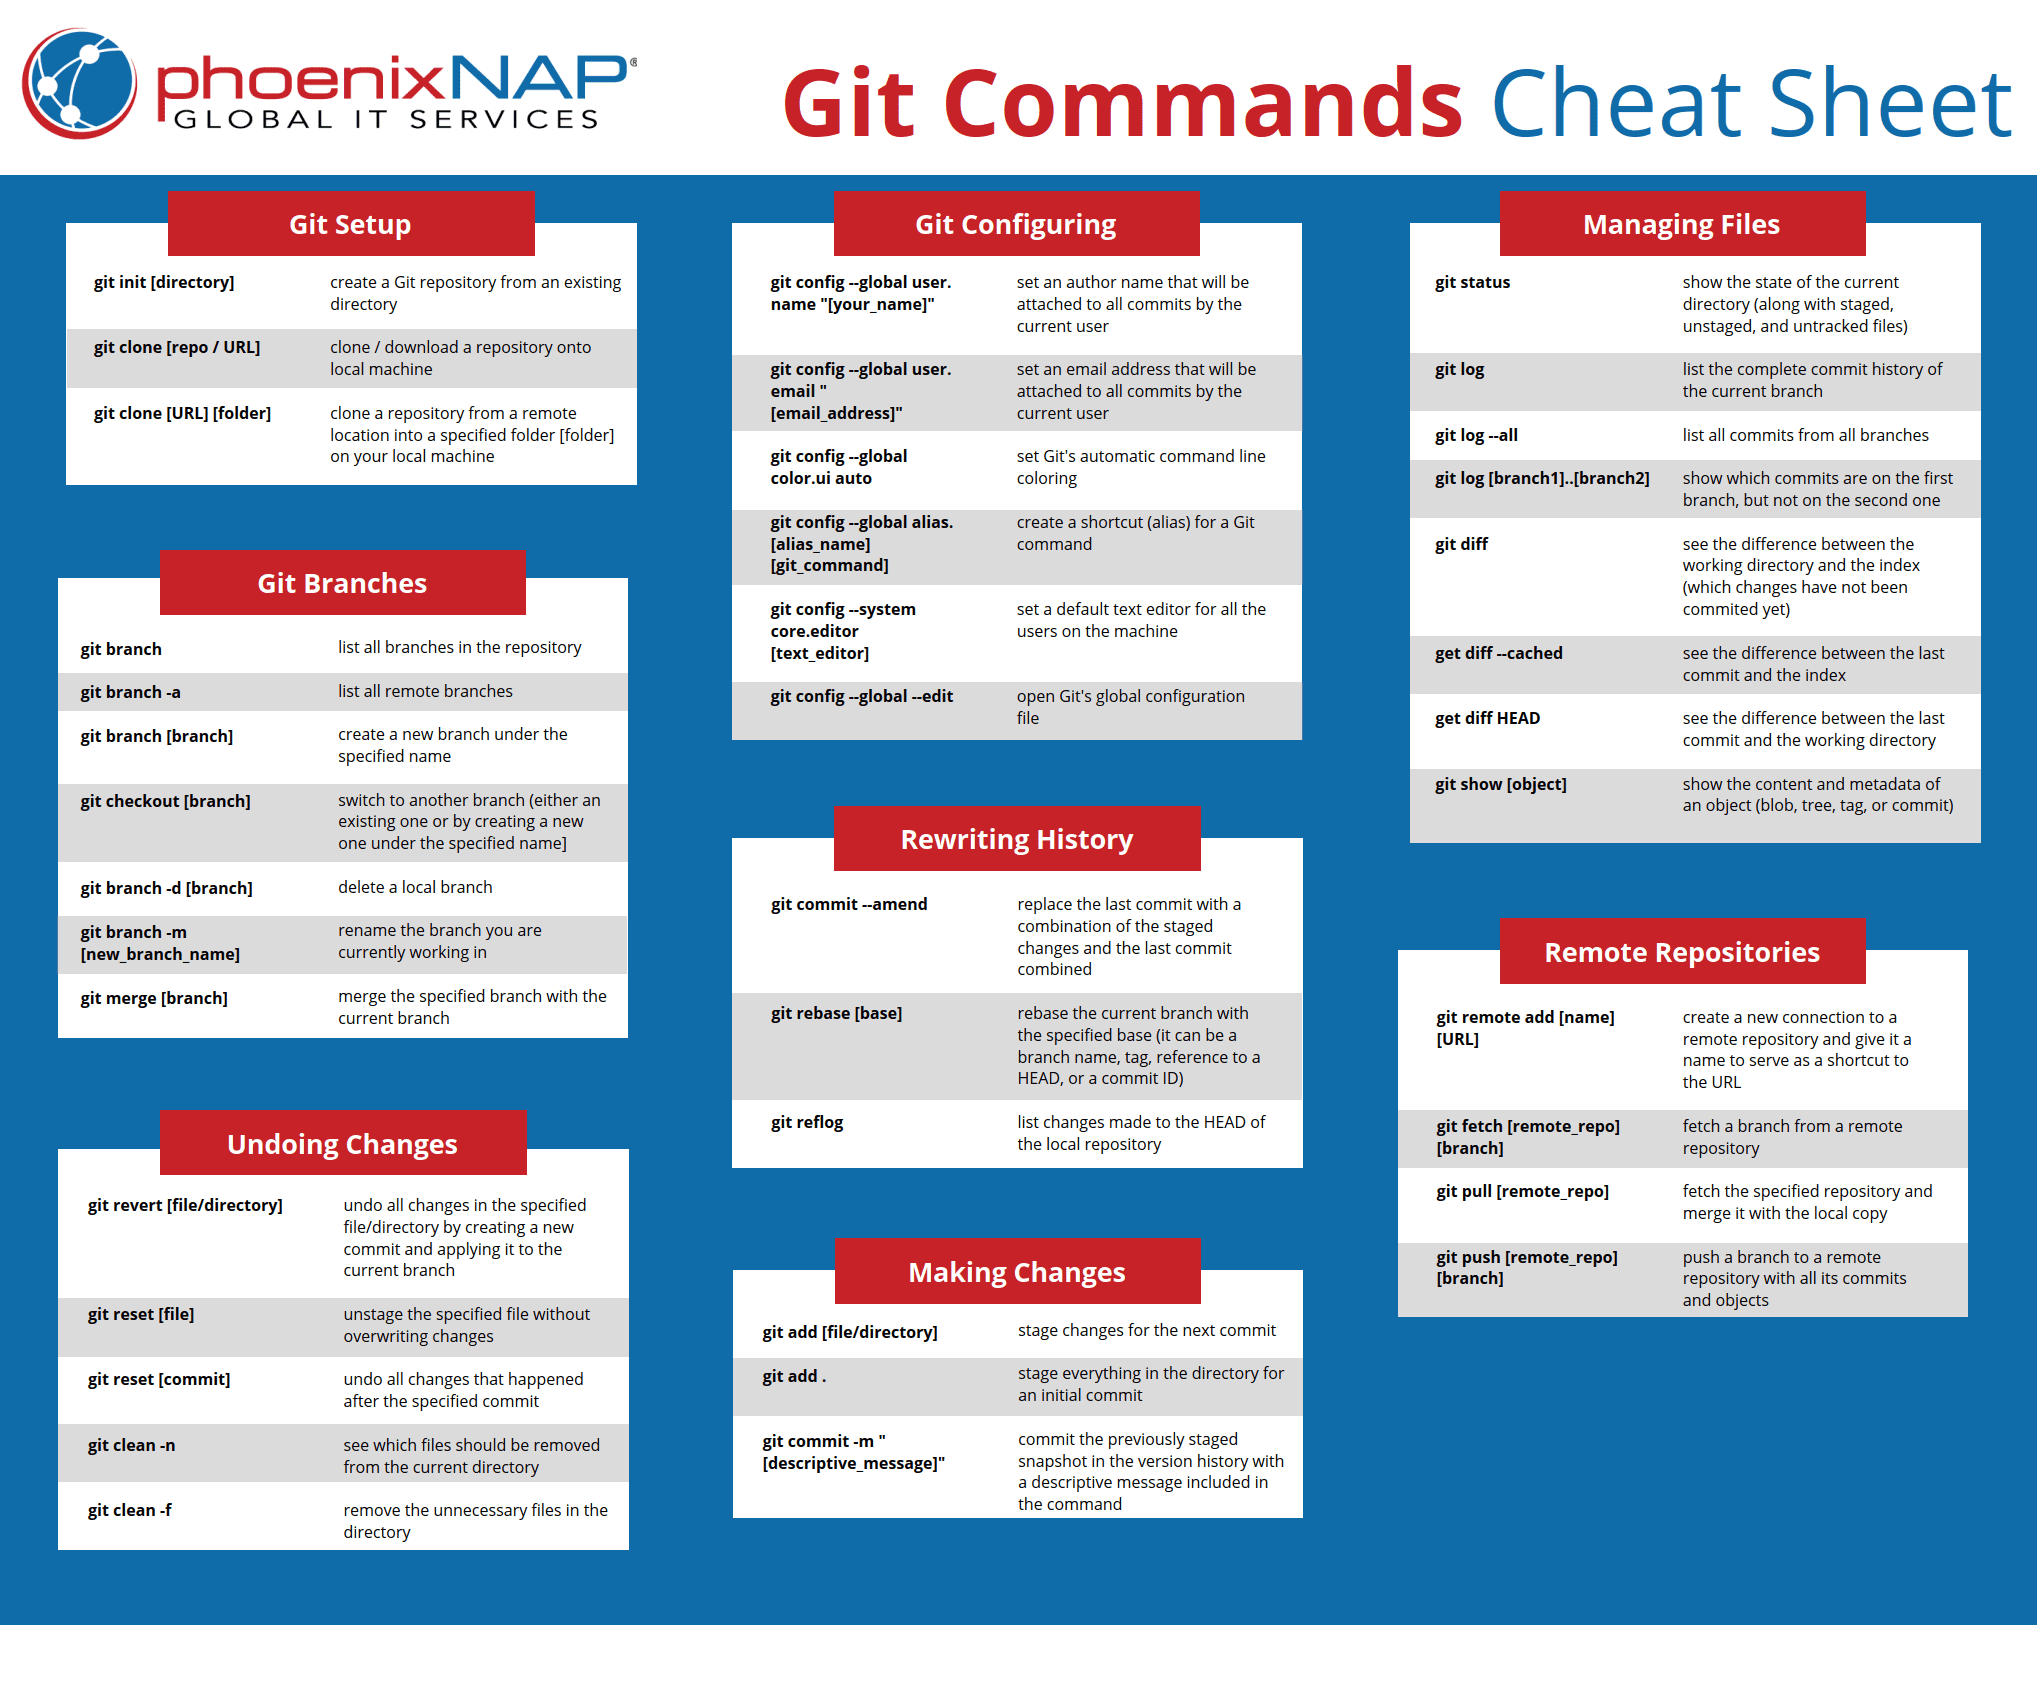 phoenixNAP®
GLOBAL IT SERVICES
Git Commands Cheat Sheet
Git Setup
git init [directory]
create a Git repository from an existing
directory
git clone [repo / URL]
clone / download a repository onto
local machine
git clone [URL] [folder]
clone a repository from a remote
location into a specified folder [folder]
on your local machine
Git Branches
git branch
list all branches in the repository
git branch -a
list all remote branches
git branch [branch]
create a new branch under the
specified name
git checkout [branch]
switch to another branch (either an
existing one or by creating a new
one under the specified name]
git branch -d [branch]
delete a local branch
git branch -m
[new_branch_name]
rename the branch you are
currently working in
git merge [branch]
merge the specified branch with the
current branch
Undoing Changes
git revert [file/directory]
undo all changes in the specified
file/directory by creating a new
commit and applying it to the
current branch
git reset [file]
unstage the specified file without
overwriting changes
git reset [commit]
undo all changes that happened
after the specified commit
git clean -n
see which files should be removed
from the current directory
git clean -f
remove the unnecessary files in the
directory
Git Configuring
git config --global user.
name "[your_name]"
set an author name that will be
attached to all commits by the
current user
git config --global user.
email "
[email_address]"
set an email address that will be
attached to all commits by the
current user
git config --global
color.ui auto
set Git's automatic command line
coloring
git config --global alias.
[alias_name]
[git_command]
create a shortcut (alias) for a Git
command
git config --system
core.editor
[text_editor]
set a default text editor for all the
users on the machine
git config --global --edit
open Git's global configuration
file
Rewriting History
git commit --amend
replace the last commit with a
combination of the staged
changes and the last commit
combined
git rebase [base]
rebase the current branch with
the specified base (it can be a
branch name, tag, reference to a
HEAD, or a commit ID)
git reflog
list changes made to the HEAD of
the local repository
Making Changes
git add [file/directory]
stage changes for the next commit
git add .
stage everything in the directory for
an initial commit
git commit -m "
[descriptive_message]"
commit the previously staged
snapshot in the version history with
a descriptive message included in
the command
Managing Files
git status
show the state of the current
directory (along with staged,
unstaged, and untracked files)
git log
list the complete commit history of
the current branch
git log --all
list all commits from all branches
git log [branch1]..[branch2]
show which commits are on the first
branch, but not on the second one
git diff
see the difference between the
working directory and the index
(which changes have not been
commited yet)
get diff --cached
see the difference between the last
commit and the index
get diff HEAD
see the difference between the last
commit and the working directory
git show [object]
show the content and metadata of
an object (blob, tree, tag, or commit)
Remote Repositories
git remote add [name]
[URL]
create a new connection to a
remote repository and give it a
name to serve as a shortcut to
the URL
git fetch [remote_repo]
[branch]
fetch a branch from a remote
repository
git pull [remote_repo]
fetch the specified repository and
merge it with the local copy
git push [remote_repo]
[branch]
push a branch to a remote
repository with all its commits
and objects